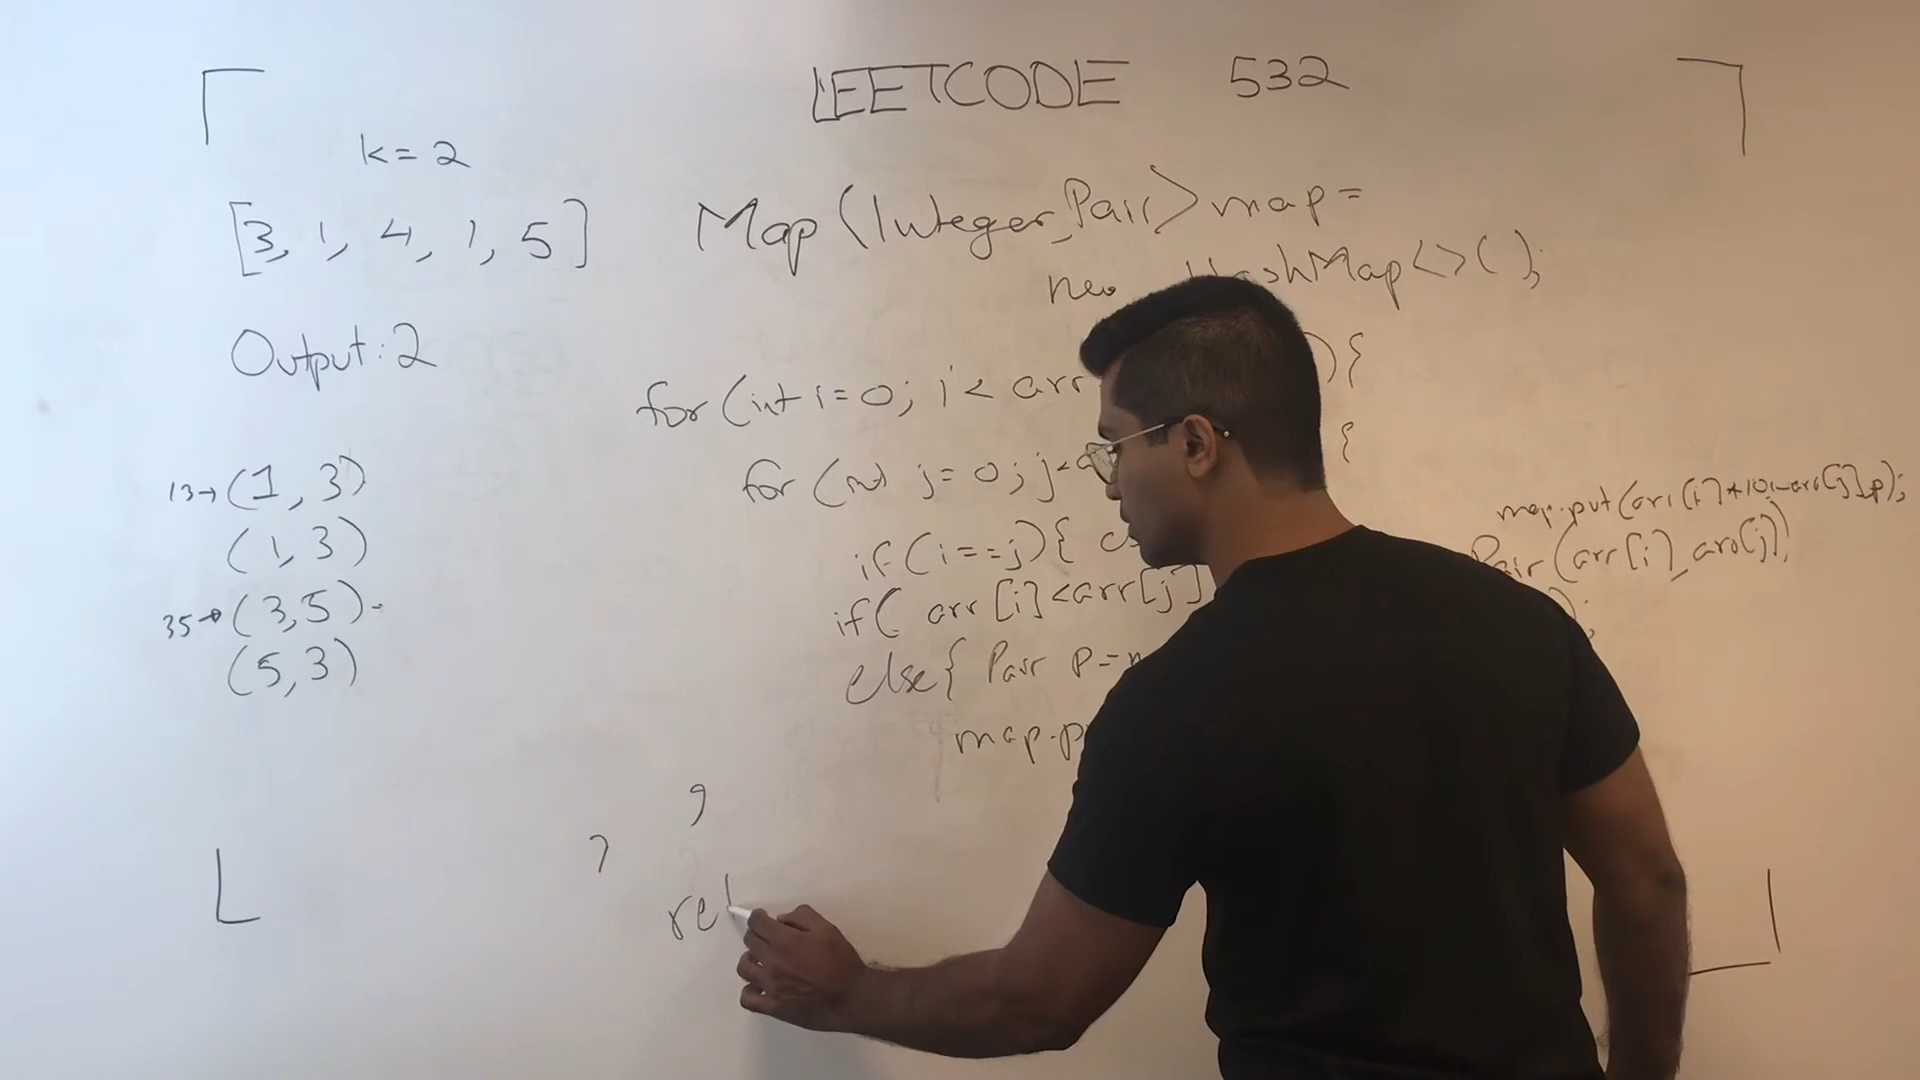 LEETCODE 532
k=2
[3, 1, 4, 1, 5]
Output: 2
13→(1, 3)
(1, 3)
35→(3,5)
(5, 3)
Map(Integer,Pair>map=
HashMap<>();
for(int i=0; i< arr ){
for(int j=0; j< {
if(i==j){
if( arr[i]<arr[j]
else{ Pair p=
map.p
map.put(arr[i]*10+arr[j],p);
Pair(arr[i], arr[j])
);
ret